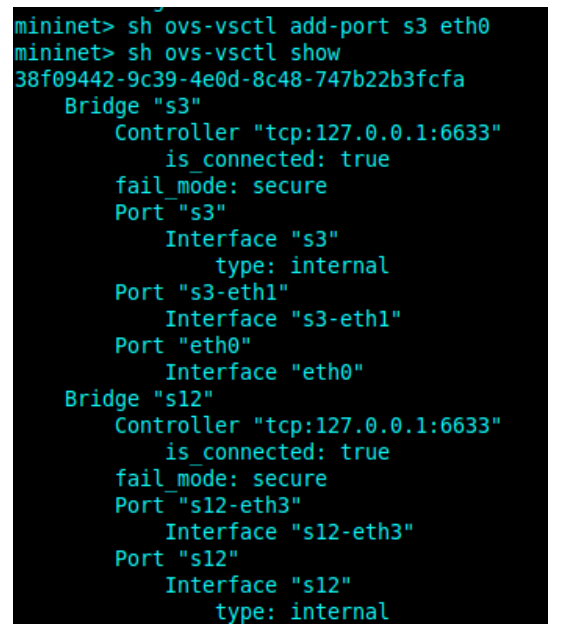 mininet> sh ovs-vsctl add-port s3 eth0
mininet> sh ovs-vsctl show
38f09442-9c39-4e0d-8c48-747b22b3fcfa
    Bridge "s3"
        Controller "tcp:127.0.0.1:6633"
            is_connected: true
        fail_mode: secure
        Port "s3"
            Interface "s3"
                type: internal
        Port "s3-eth1"
            Interface "s3-eth1"
        Port "eth0"
            Interface "eth0"
    Bridge "s12"
        Controller "tcp:127.0.0.1:6633"
            is_connected: true
        fail_mode: secure
        Port "s12-eth3"
            Interface "s12-eth3"
        Port "s12"
            Interface "s12"
                type: internal